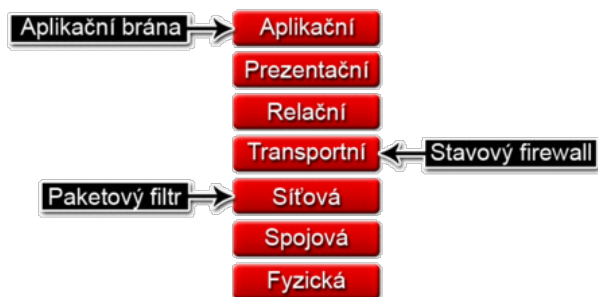 Aplikační brána
Aplikační
Prezentační
Relační
Transportní
Stavový firewall
Paketový filtr
Síťová
Spojová
Fyzická